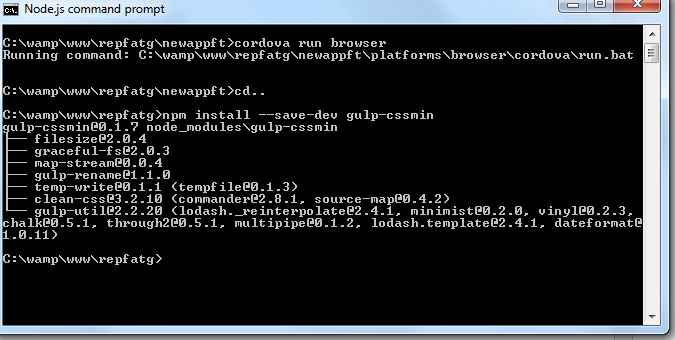 Node.js command prompt
C:\wamp\www\repfatg\newappft>cordova run browser
Running command: C:\wamp\www\repfatg\newappft\platforms\browser\cordova\run.bat
C:\wamp\www\repfatg\newappft>cd..
C:\wamp\www\repfatg>npm install --save-dev gulp-cssmin
gulp-cssmin@0.1.7 node_modules\gulp-cssmin
├── filesize@2.0.4
├── graceful-fs@2.0.3
├── map-stream@0.0.4
├── gulp-rename@1.1.0
├── temp-write@0.1.1 (tempfile@0.1.3)
├── clean-css@3.2.10 (commander@2.8.1, source-map@0.4.2)
└── gulp-util@2.2.20 (lodash._reinterpolate@2.4.1, minimist@0.2.0, vinyl@0.2.3,
chalk@0.5.1, through2@0.5.1, multipipe@0.1.2, lodash.template@2.4.1, dateformat@
1.0.11)
C:\wamp\www\repfatg>